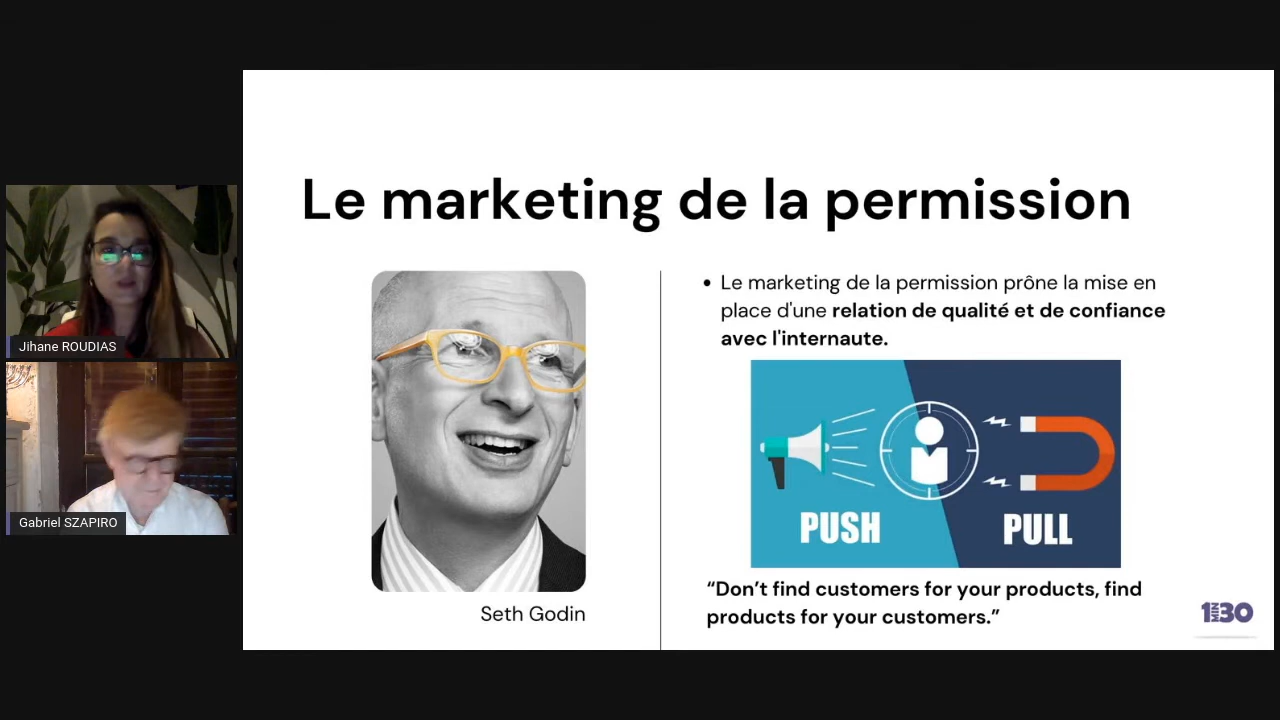 Le marketing de la permission
Jihane ROUDIAS
Gabriel SZAPIRO
Seth Godin
• Le marketing de la permission prône la mise en
place d'une relation de qualité et de confiance
avec l'internaute.
PUSH
PULL
“Don’t find customers for your products, find
products for your customers.”
1MIN30